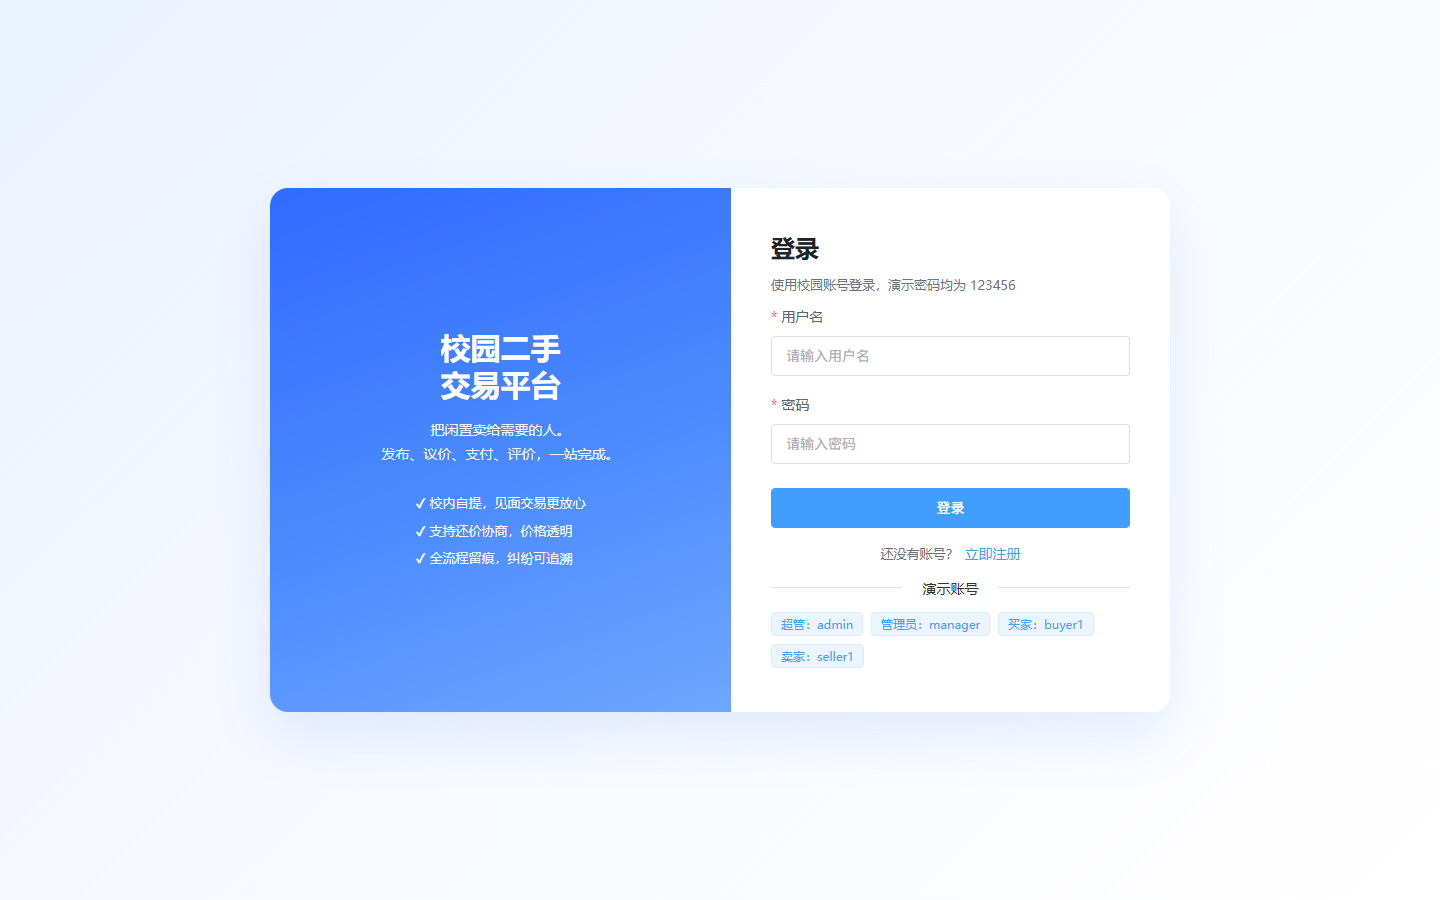 校园二手
交易平台
把闲置卖给需要的人。
发布、议价、支付、评价，一站完成。
✓ 校内自提，见面交易更放心
✓ 支持还价协商，价格透明
✓ 全流程留痕，纠纷可追溯
登录
使用校园账号登录，演示密码均为 123456
* 用户名
请输入用户名
* 密码
请输入密码
登录
还没有账号？ 立即注册
演示账号
超管：admin 管理员：manager 买家：buyer1
卖家：seller1